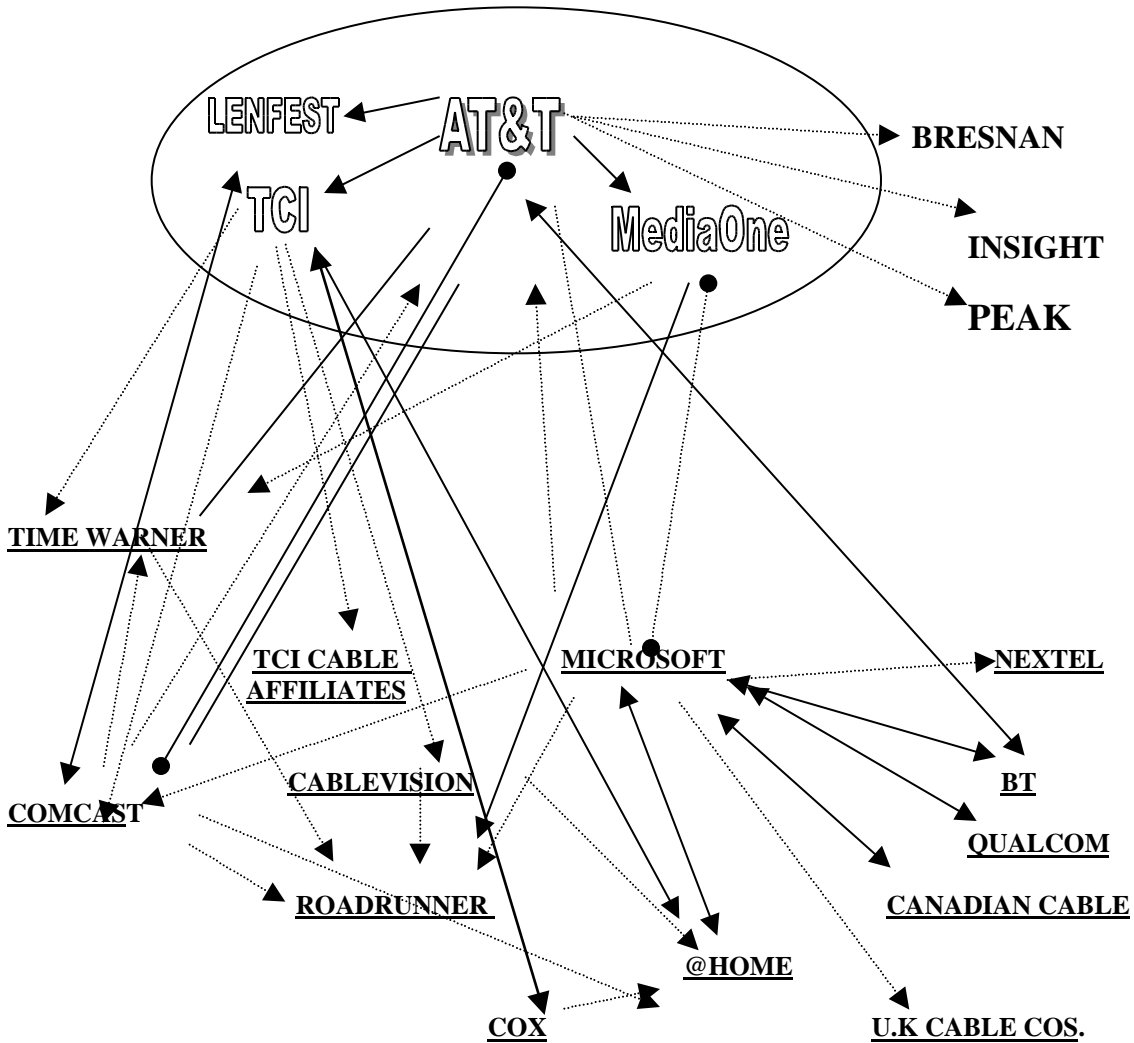 LENFEST
AT&T
BRESNAN
TCI
MediaOne
INSIGHT
PEAK
TIME WARNER
TCI CABLE
AFFILIATES
MICROSOFT
NEXTEL
CABLEVISION
BT
COMCAST
QUALCOM
ROADRUNNER
CANADIAN CABLE
@HOME
COX
U.K CABLE COS.